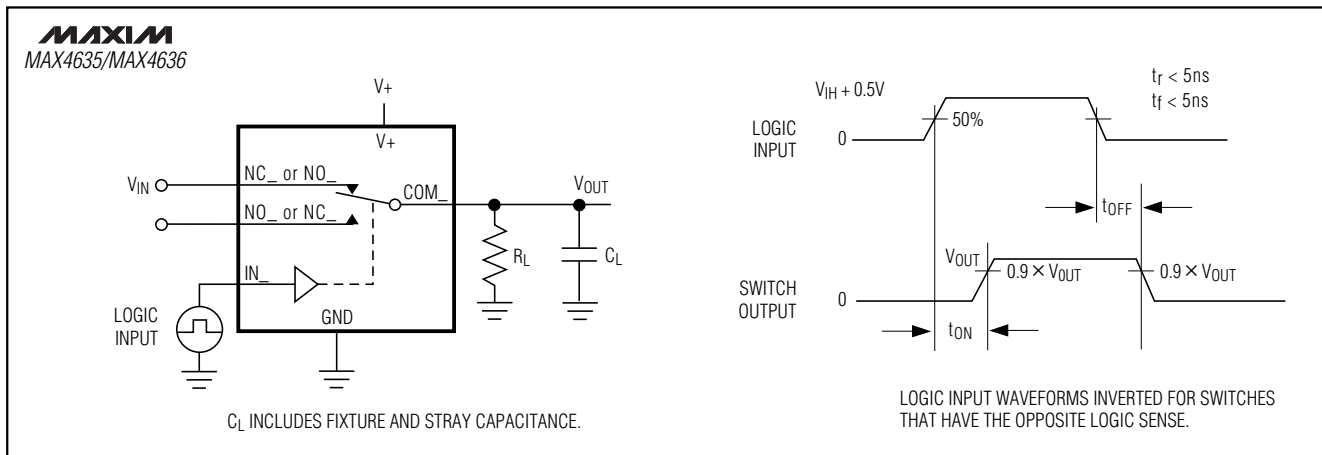 MAXIM
MAX4635/MAX4636
V+
V+
VIN
NC_ or NO_
COM_
VOUT
NO_ or NC_
RL
CL
IN_
LOGIC
INPUT
GND
CL INCLUDES FIXTURE AND STRAY CAPACITANCE.
VIH + 0.5V
tr < 5ns
tf < 5ns
LOGIC
INPUT
0
50%
tOFF
VOUT
0.9 × VOUT
0.9 × VOUT
SWITCH
OUTPUT
0
tON
LOGIC INPUT WAVEFORMS INVERTED FOR SWITCHES
THAT HAVE THE OPPOSITE LOGIC SENSE.